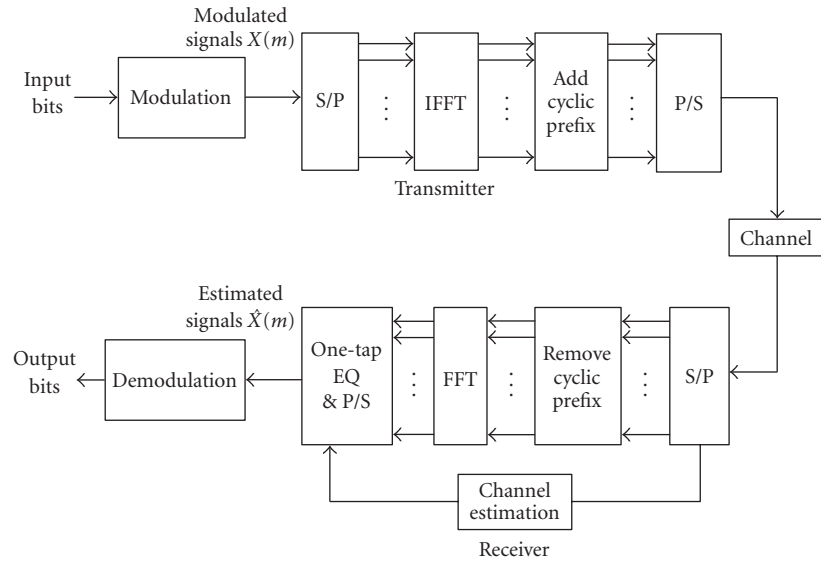 Modulated
signals X(m)
Input
bits
Modulation
S/P
⋮
IFFT
⋮
Add
cyclic
prefix
⋮
P/S
Transmitter
Channel
Estimated
signals X̂(m)
Output
bits
Demodulation
One-tap
EQ
& P/S
⋮
FFT
⋮
Remove
cyclic
prefix
⋮
S/P
Channel
estimation
Receiver